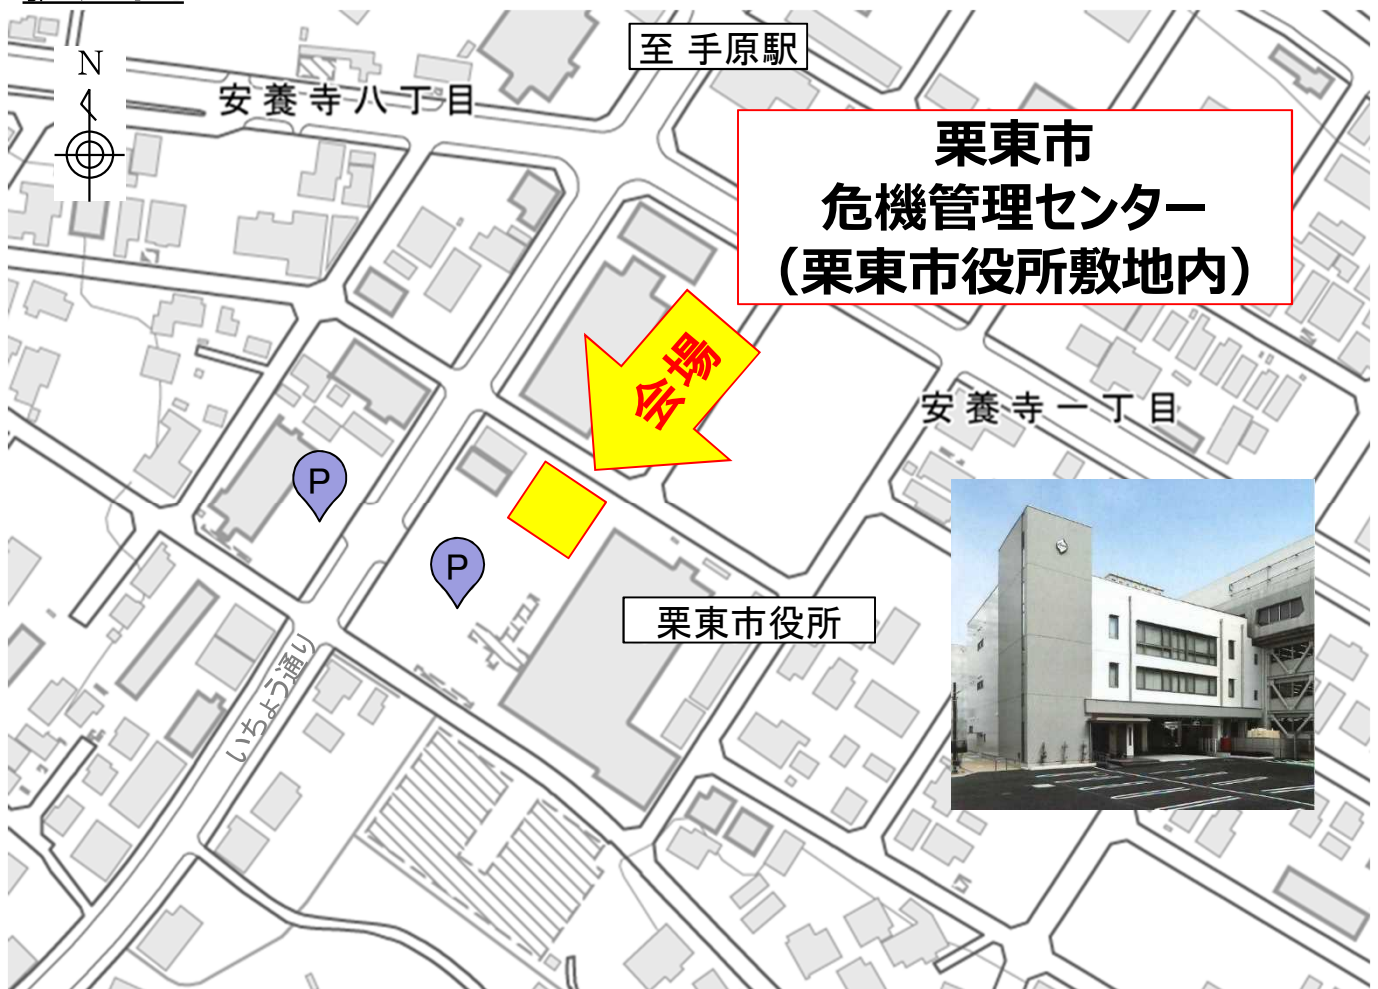 至 手原駅
N
安養寺八丁目
栗東市
危機管理センター
（栗東市役所敷地内）
会場
安養寺一丁目
P
P
栗東市役所
いちょう通り